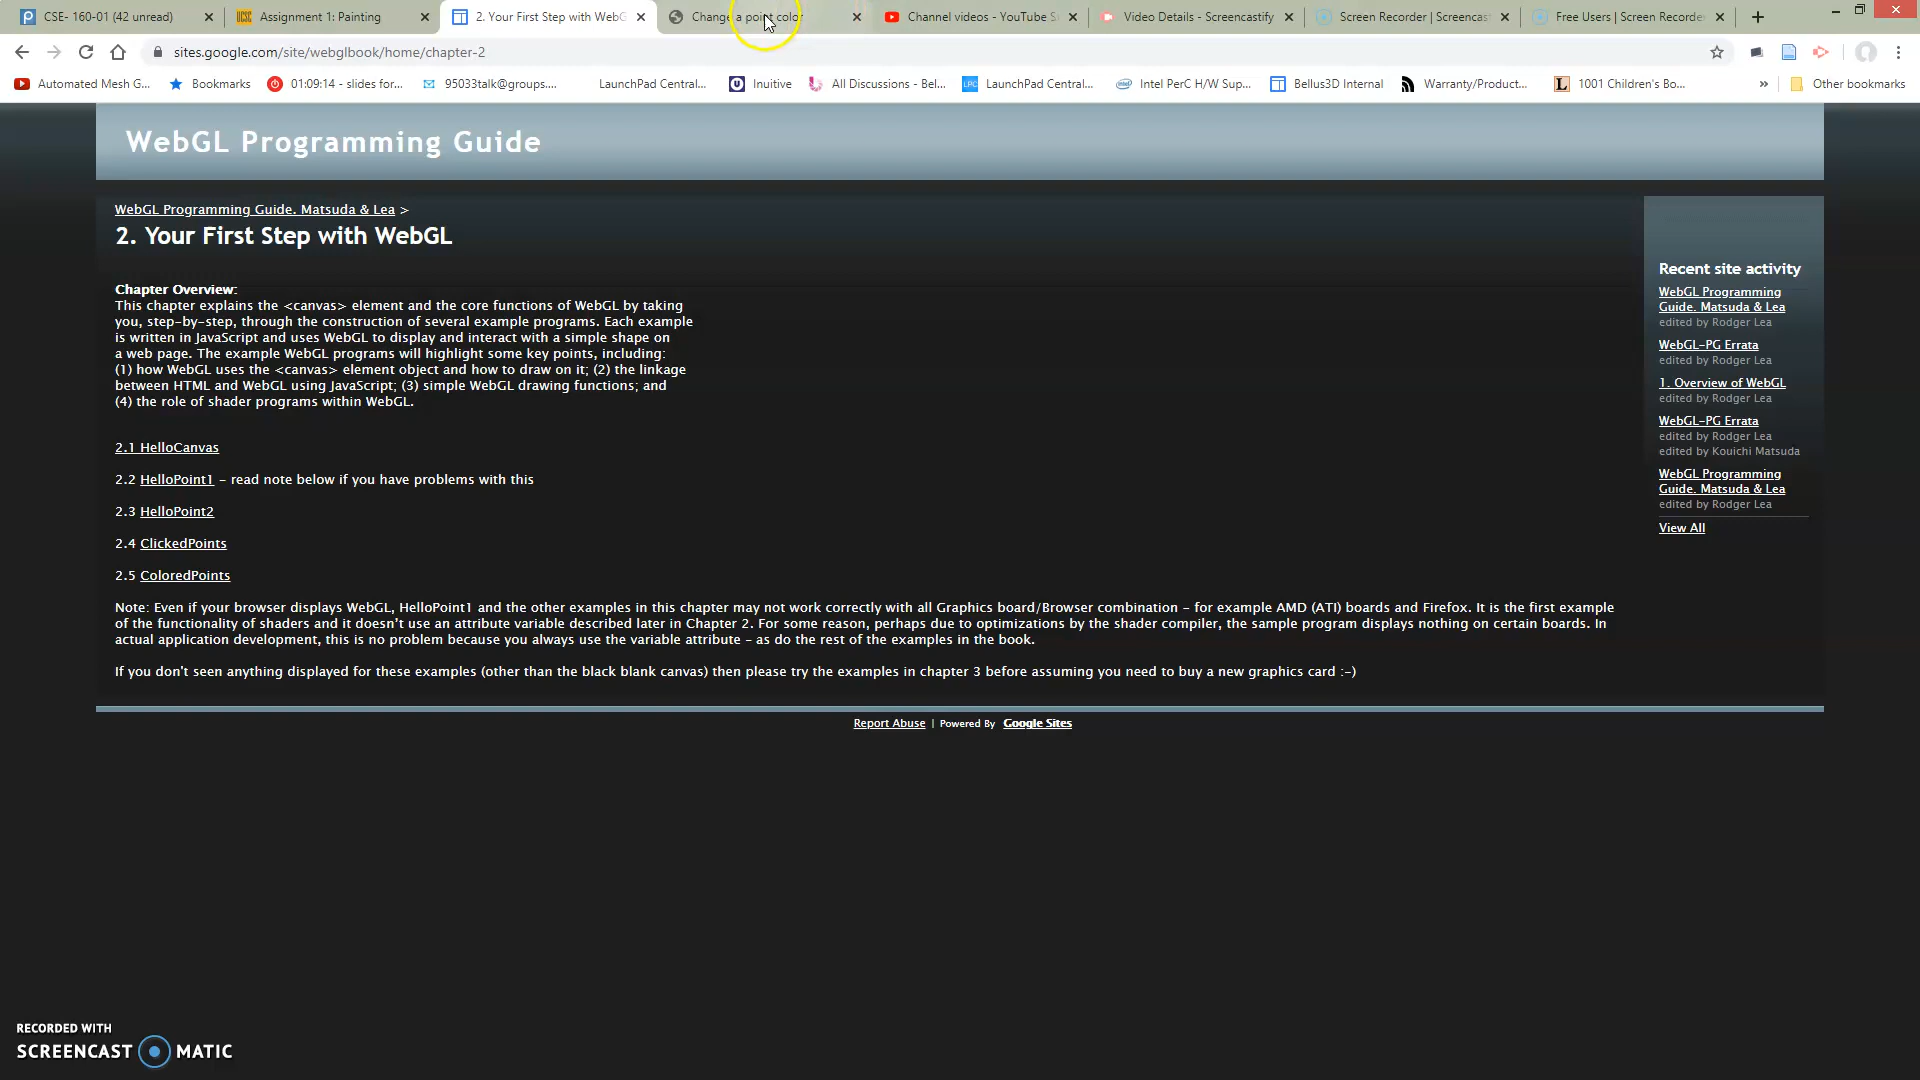 CSE- 160-01 (42 unread)
Assignment 1: Painting
2. Your First Step with WebG
Change a point color
Channel videos - YouTube S
Video Details - Screencastify
Screen Recorder | Screencast
Free Users | Screen Recorder
sites.google.com/site/webglbook/home/chapter-2
Automated Mesh G...
Bookmarks
01:09:14 - slides for...
95033talk@groups....
LaunchPad Central...
Inuitive
All Discussions - Bel...
LPC
LaunchPad Central...
Intel PerC H/W Sup...
Bellus3D Internal
Warranty/Product...
1001 Children's Bo...
»
Other bookmarks
WebGL Programming Guide
WebGL Programming Guide. Matsuda & Lea >
2. Your First Step with WebGL
Chapter Overview:
This chapter explains the <canvas> element and the core functions of WebGL by taking
you, step-by-step, through the construction of several example programs. Each example
is written in JavaScript and uses WebGL to display and interact with a simple shape on
a web page. The example WebGL programs will highlight some key points, including:
(1) how WebGL uses the <canvas> element object and how to draw on it; (2) the linkage
between HTML and WebGL using JavaScript; (3) simple WebGL drawing functions; and
(4) the role of shader programs within WebGL.
2.1 HelloCanvas
2.2 HelloPoint1 - read note below if you have problems with this
2.3 HelloPoint2
2.4 ClickedPoints
2.5 ColoredPoints
Note: Even if your browser displays WebGL, HelloPoint1 and the other examples in this chapter may not work correctly with all Graphics board/Browser combination - for example AMD (ATI) boards and Firefox. It is the first example
of the functionality of shaders and it doesn't use an attribute variable described later in Chapter 2. For some reason, perhaps due to optimizations by the shader compiler, the sample program displays nothing on certain boards. In
actual application development, this is no problem because you always use the variable attribute - as do the rest of the examples in the book.
If you don't seen anything displayed for these examples (other than the black blank canvas) then please try the examples in chapter 3 before assuming you need to buy a new graphics card :-)
Recent site activity
WebGL Programming
Guide. Matsuda & Lea
edited by Rodger Lea
WebGL-PG Errata
edited by Rodger Lea
1. Overview of WebGL
edited by Rodger Lea
WebGL-PG Errata
edited by Rodger Lea
edited by Kouichi Matsuda
WebGL Programming
Guide. Matsuda & Lea
edited by Rodger Lea
View All
Report Abuse | Powered By Google Sites
RECORDED WITH
SCREENCAST MATIC